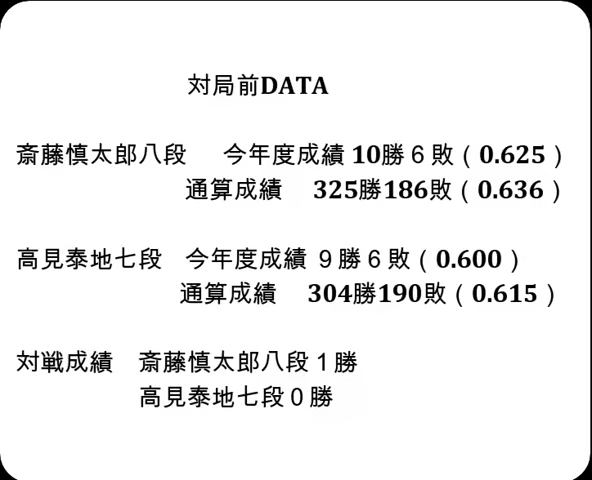 対局前DATA
斎藤慎太郎八段 今年度成績 10勝６敗（0.625）
通算成績 325勝186敗（0.636）
高見泰地七段 今年度成績 ９勝６敗（0.600）
通算成績 304勝190敗（0.615）
対戦成績 斎藤慎太郎八段１勝
高見泰地七段０勝